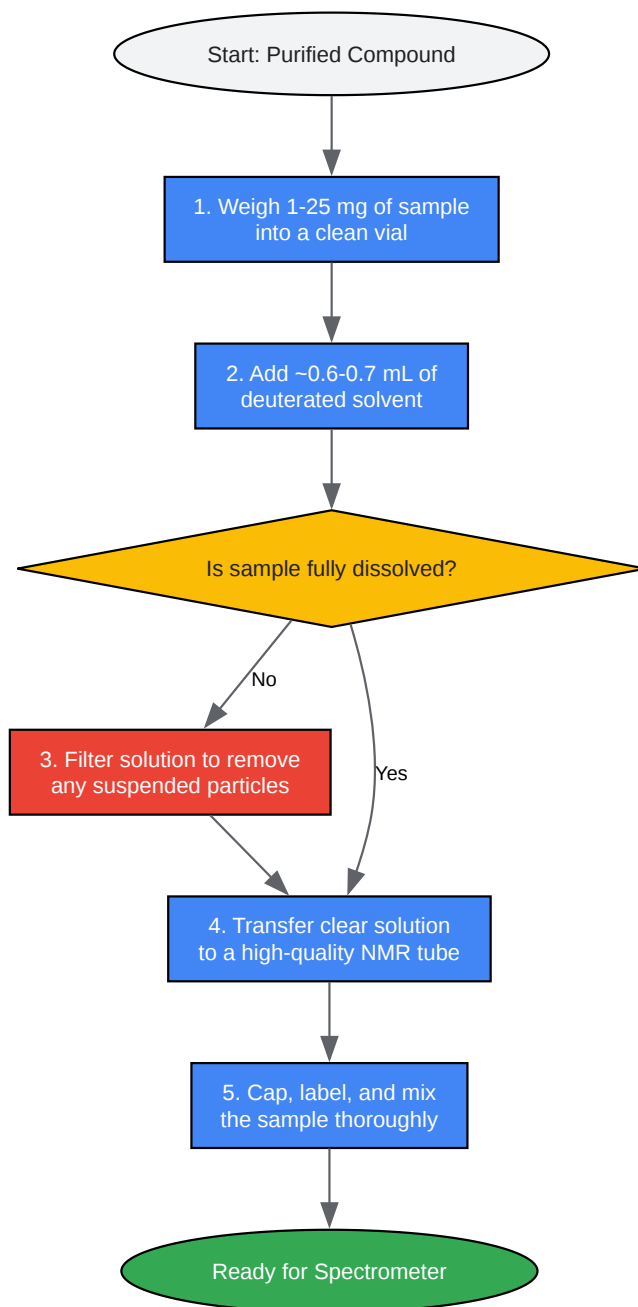 Start: Purified Compound
1. Weigh 1-25 mg of sample
into a clean vial
2. Add ~0.6-0.7 mL of
deuterated solvent
Is sample fully dissolved?
No
3. Filter solution to remove
any suspended particles
Yes
4. Transfer clear solution
to a high-quality NMR tube
5. Cap, label, and mix
the sample thoroughly
Ready for Spectrometer